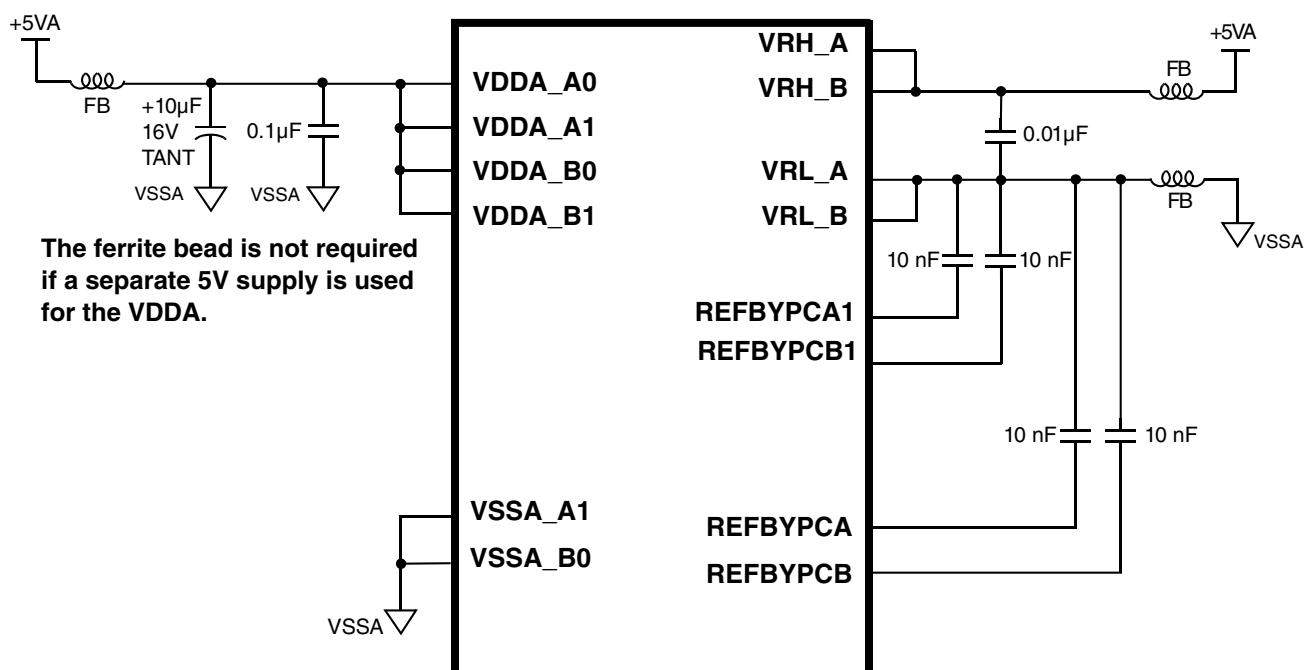 +5VA
FB
+10µF
16V
TANT
0.1µF
VSSA
VSSA
The ferrite bead is not required
if a separate 5V supply is used
for the VDDA.
VDDA_A0
VDDA_A1
VDDA_B0
VDDA_B1
VSSA_A1
VSSA_B0
VSSA
VRH_A
VRH_B
VRL_A
VRL_B
REFBYPCA1
REFBYPCB1
REFBYPCA
REFBYPCB
+5VA
FB
0.01µF
FB
VSSA
10 nF
10 nF
10 nF
10 nF